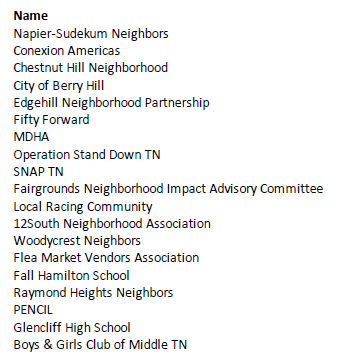 Name
Napier-Sudekum Neighbors
Conexion Americas
Chestnut Hill Neighborhood
City of Berry Hill
Edgehill Neighborhood Partnership
Fifty Forward
MDHA
Operation Stand Down TN
SNAP TN
Fairgrounds Neighborhood Impact Advisory Committee
Local Racing Community
12South Neighborhood Association
Woodycrest Neighbors
Flea Market Vendors Association
Fall Hamilton School
Raymond Heights Neighbors
PENCIL
Glencliff High School
Boys & Girls Club of Middle TN